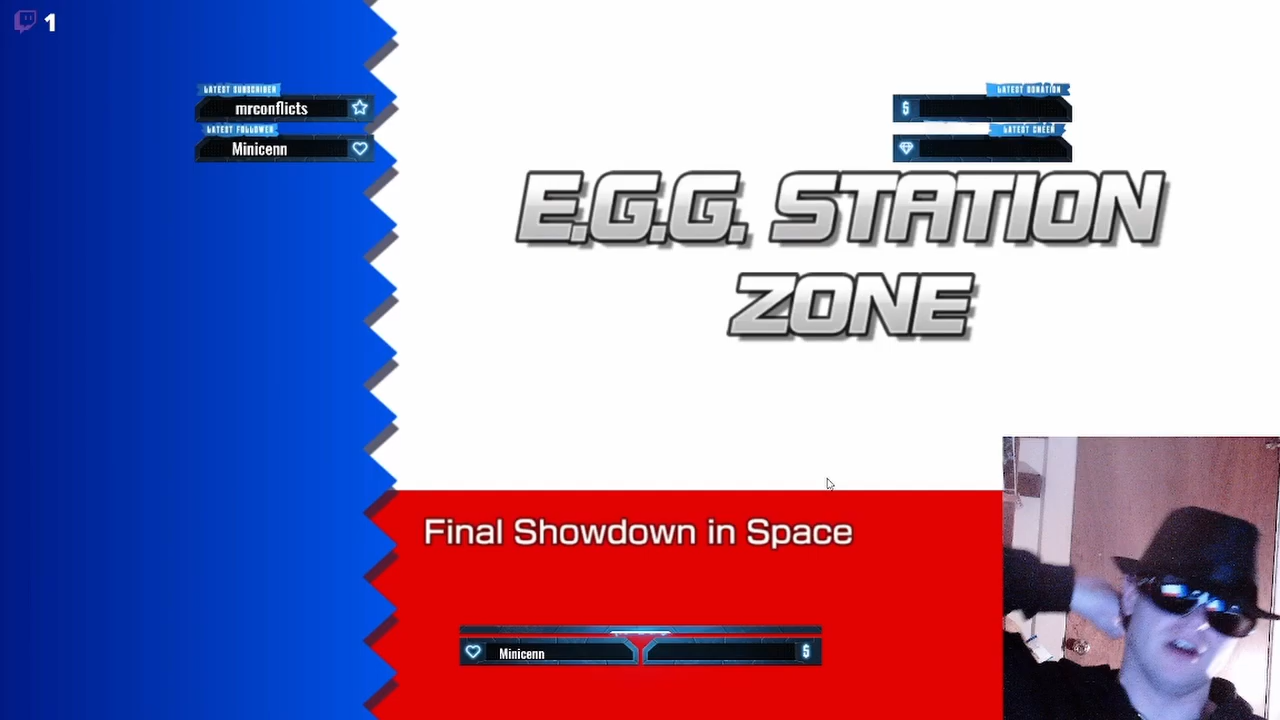 1
LATEST SUBSCRIBER
mrconflicts
LATEST FOLLOWER
Minicenn
LATEST DONATION
$
LATEST CHEER
E.G.G. STATION
ZONE
Final Showdown in Space
Minicenn
$